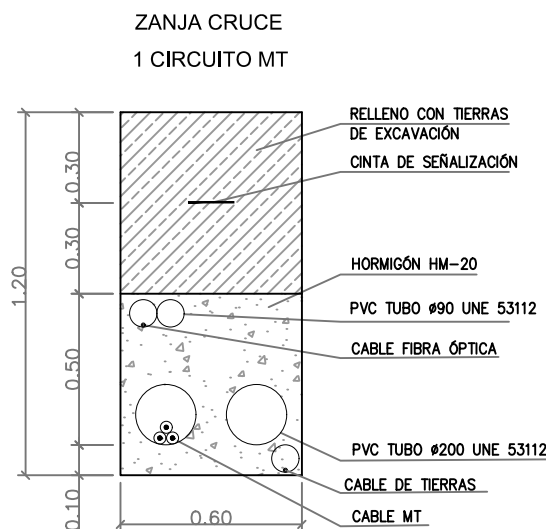 ZANJA CRUCE
1 CIRCUITO MT
RELLENO CON TIERRAS
DE EXCAVACIÓN
CINTA DE SEÑALIZACIÓN
0.30
0.30
1.20
HORMIGÓN HM-20
PVC TUBO ø90 UNE 53112
CABLE FIBRA ÓPTICA
0.50
PVC TUBO ø200 UNE 53112
CABLE DE TIERRAS
0.10
0.60
CABLE MT